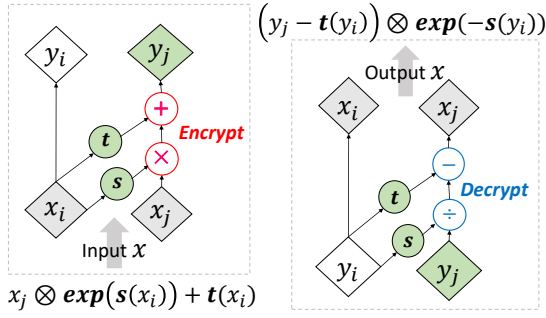 (y_j − t(y_i)) ⊗ exp(−s(y_i))
y_i y_j
Output x
+
x_i x_j
t Encrypt
×
s
−
t Decrypt
x_i x_j
÷
s
Input x
y_i y_j
x_j ⊗ exp(s(x_i)) + t(x_i)